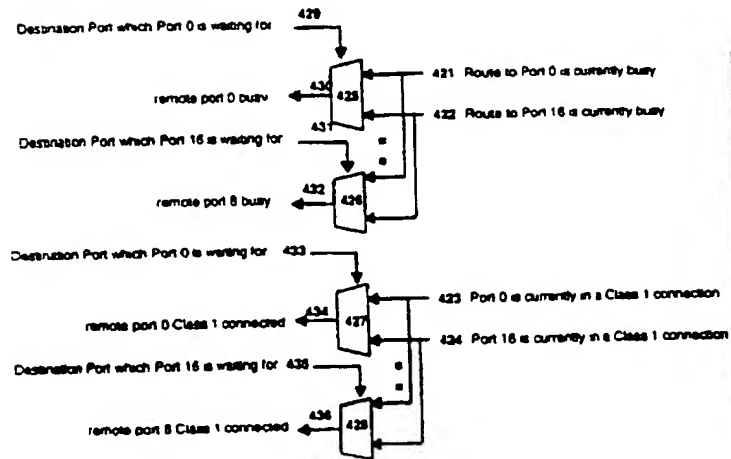 429
Destination Port which Port 0 is waiting for
421 Route to Port 0 is currently busy
430
425
remote port 0 busy
422 Route to Port 16 is currently busy
431
Destination Port which Port 16 is waiting for
432
426
remote port 8 busy
Destination Port which Port 0 is waiting for 433
423 Port 0 is currently in a Class 1 connection
434
427
remote port 0 Class 1 connected
424 Port 16 is currently in a Class 1 connection
Destination Port which Port 16 is waiting for 435
436
428
remote port 8 Class 1 connected